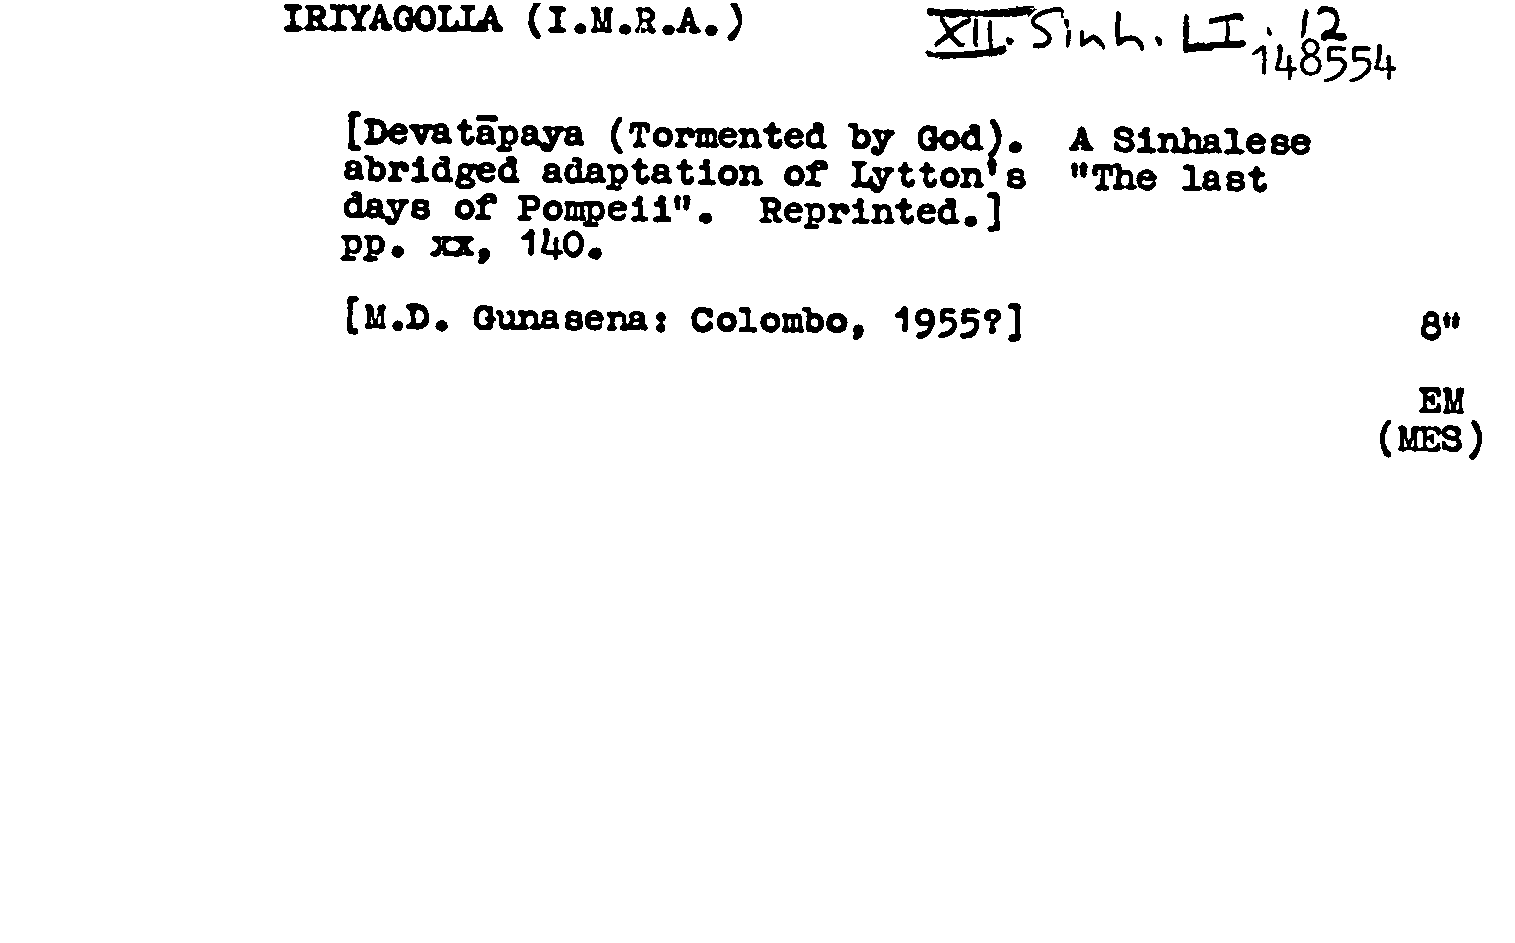 IRIYAGOLLA (I.M.R.A.)
XII. Sinh. LI. 12
148554
[Devatāpaya (Tormented by God). A Sinhalese
abridged adaptation of Lytton's "The last
days of Pompeii". Reprinted.]
pp. xx, 140.
[M.D. Gunasena: Colombo, 1955?]
8"
EM
(MES)